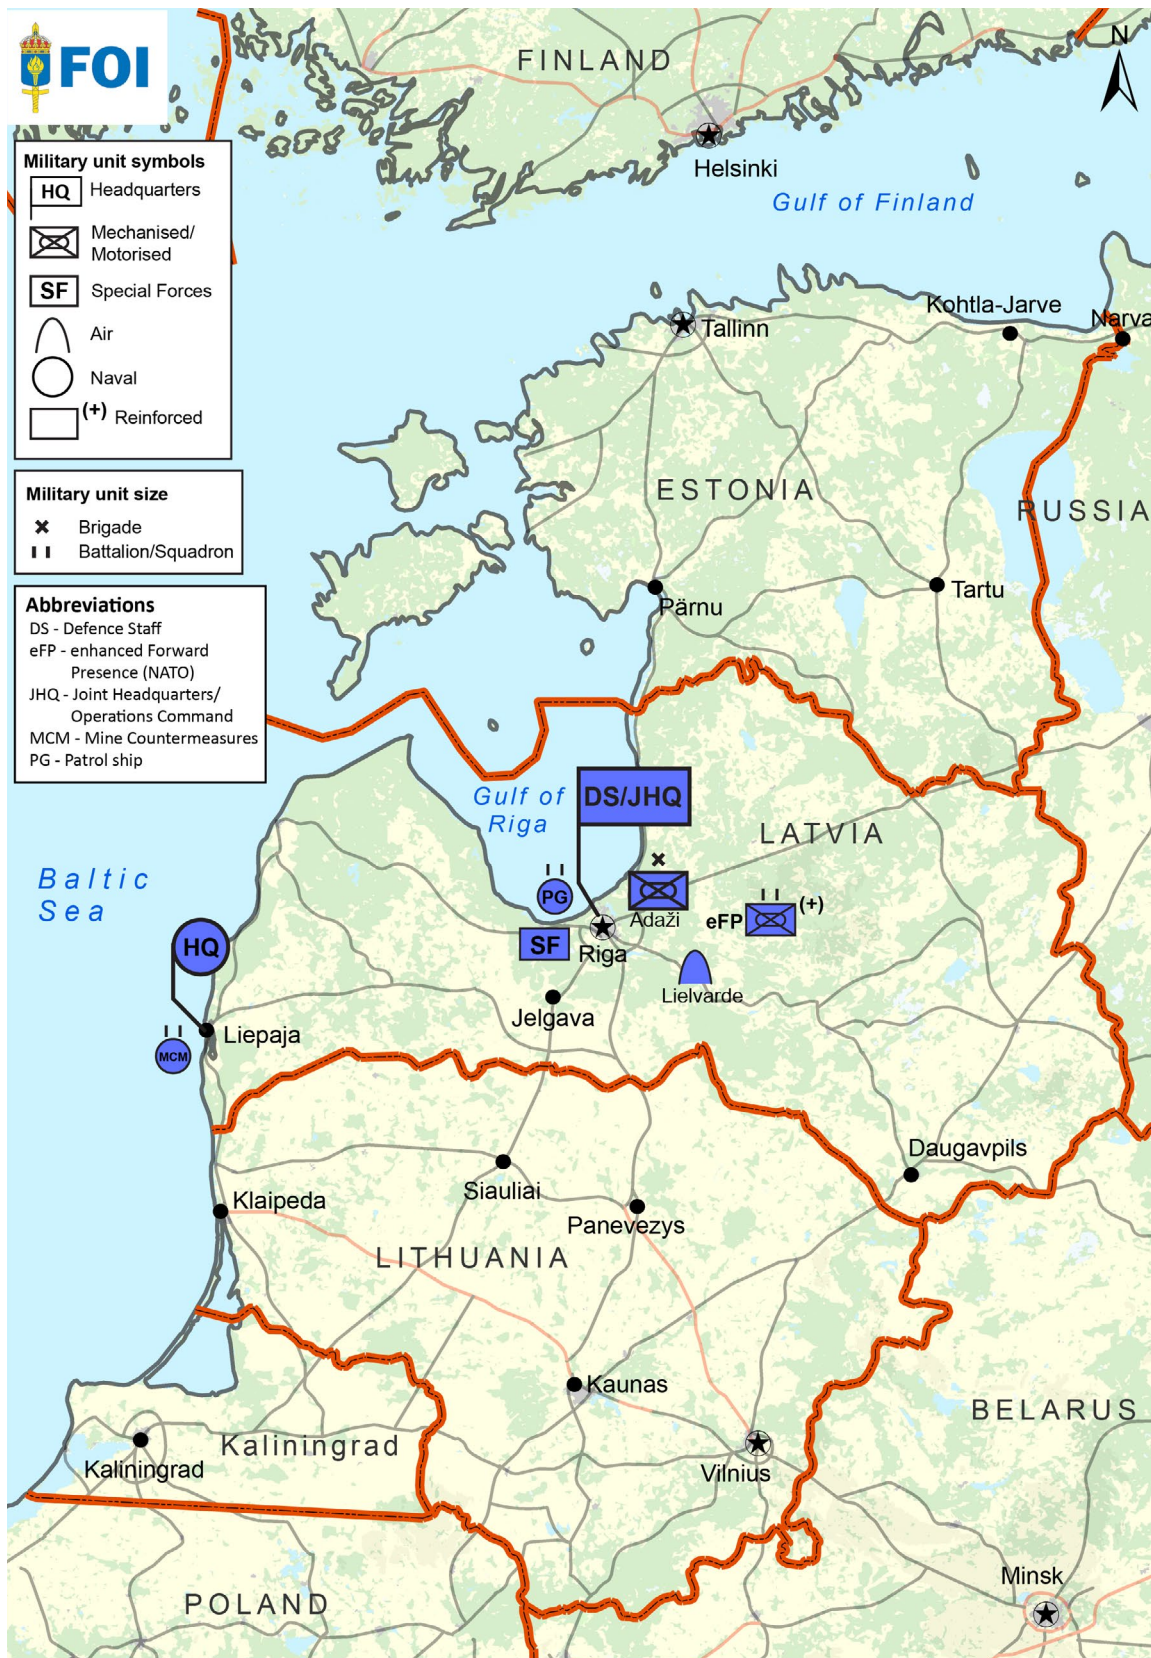 FOI
FINLAND
N
Helsinki
Gulf of Finland
Military unit symbols
HQ Headquarters
Mechanised/
Motorised
SF Special Forces
Air
Naval
(+) Reinforced
Military unit size
Brigade
Battalion/Squadron
Abbreviations
DS - Defence Staff
eFP - enhanced Forward
Presence (NATO)
JHQ - Joint Headquarters/
Operations Command
MCM - Mine Countermeasures
PG - Patrol ship
Kohtla-Jarve
Narva
Tallinn
ESTONIA
RUSSIA
Tartu
Pärnu
Gulf of
Riga
DS/JHQ
LATVIA
Baltic
Sea
PG
Adaži
eFP
(+)
HQ
SF
Riga
Lielvarde
Jelgava
Liepaja
MCM
Daugavpils
Siauliai
Klaipeda
Panevezys
LITHUANIA
Kaunas
BELARUS
Kaliningrad
Kaliningrad
Vilnius
Minsk
POLAND